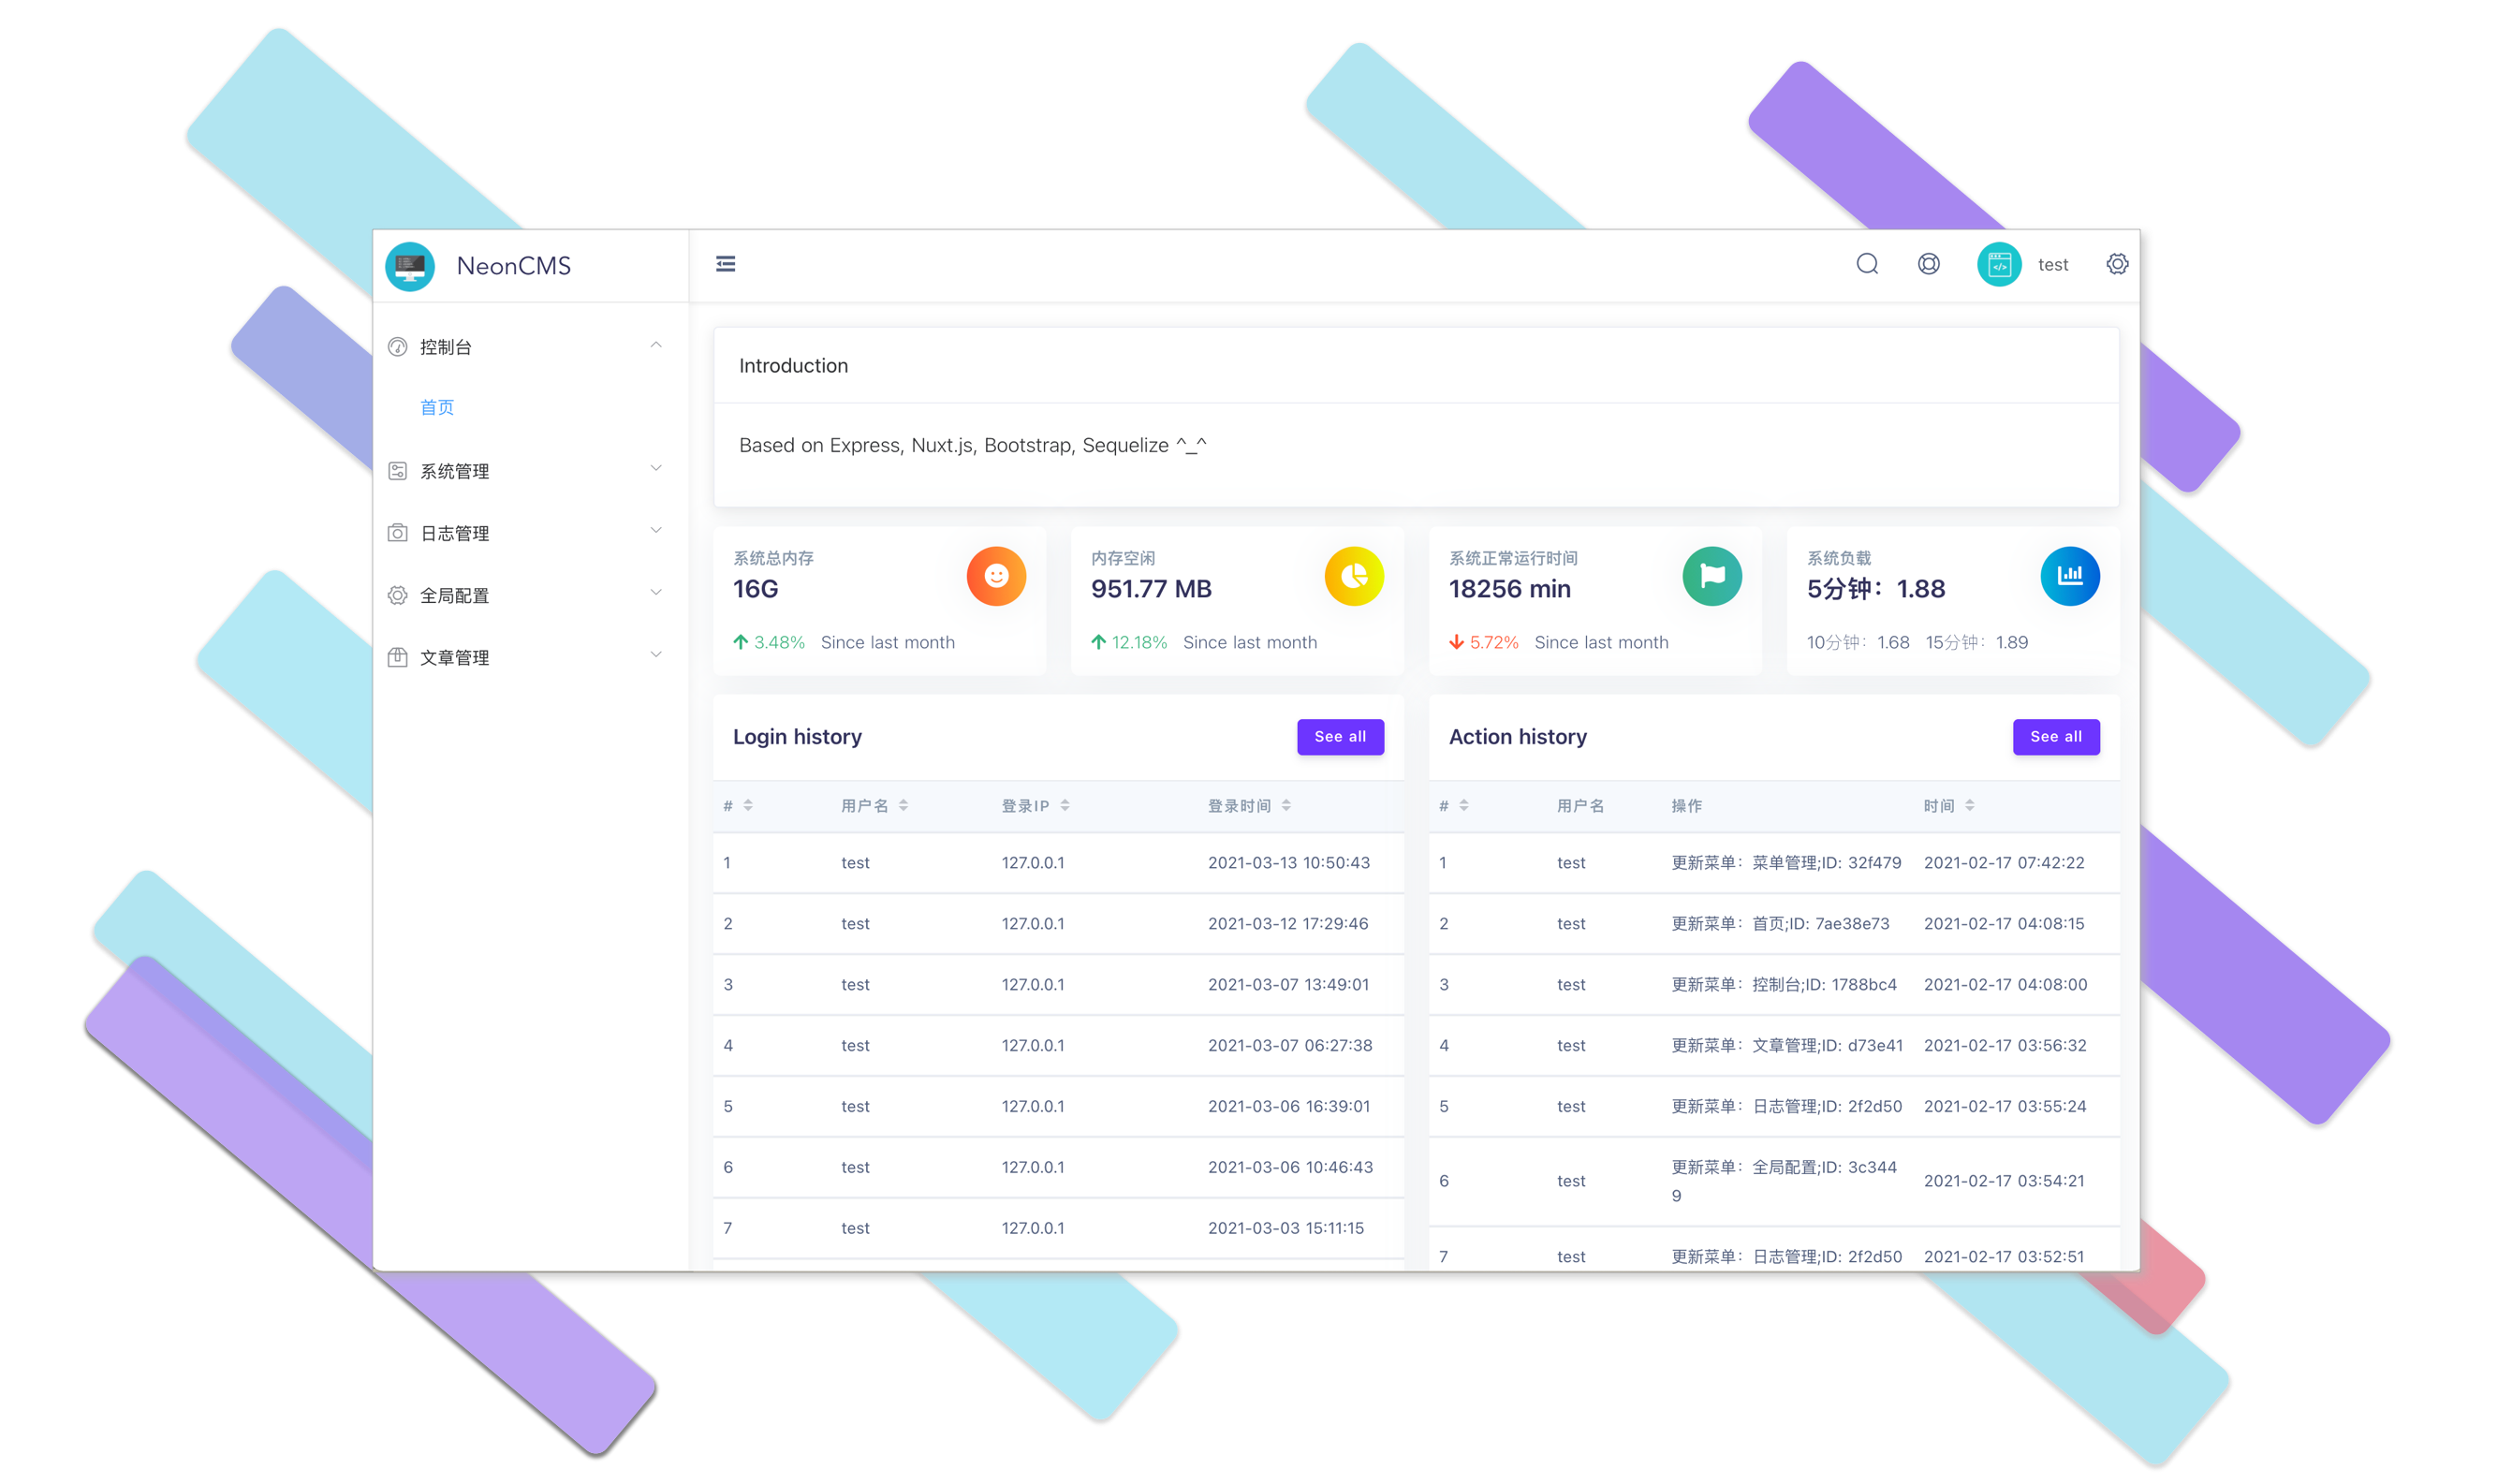 NeonCMS
test
控制台
首页
系统管理
日志管理
全局配置
文章管理
Introduction
Based on Express, Nuxt.js, Bootstrap, Sequelize ^_^
系统总内存
16G
3.48% Since last month
内存空闲
951.77 MB
12.18% Since last month
系统正常运行时间
18256 min
5.72% Since last month
系统负载
5分钟：1.88
10分钟：1.68 15分钟：1.89
Login history
See all
# 用户名 登录IP 登录时间
1 test 127.0.0.1 2021-03-13 10:50:43
2 test 127.0.0.1 2021-03-12 17:29:46
3 test 127.0.0.1 2021-03-07 13:49:01
4 test 127.0.0.1 2021-03-07 06:27:38
5 test 127.0.0.1 2021-03-06 16:39:01
6 test 127.0.0.1 2021-03-06 10:46:43
7 test 127.0.0.1 2021-03-03 15:11:15
Action history
See all
# 用户名 操作 时间
1 test 更新菜单：菜单管理;ID: 32f479 2021-02-17 07:42:22
2 test 更新菜单：首页;ID: 7ae38e73 2021-02-17 04:08:15
3 test 更新菜单：控制台;ID: 1788bc4 2021-02-17 04:08:00
4 test 更新菜单：文章管理;ID: d73e41 2021-02-17 03:56:32
5 test 更新菜单：日志管理;ID: 2f2d50 2021-02-17 03:55:24
6 test 更新菜单：全局配置;ID: 3c344 2021-02-17 03:54:21
9
7 test 更新菜单：日志管理;ID: 2f2d50 2021-02-17 03:52:51